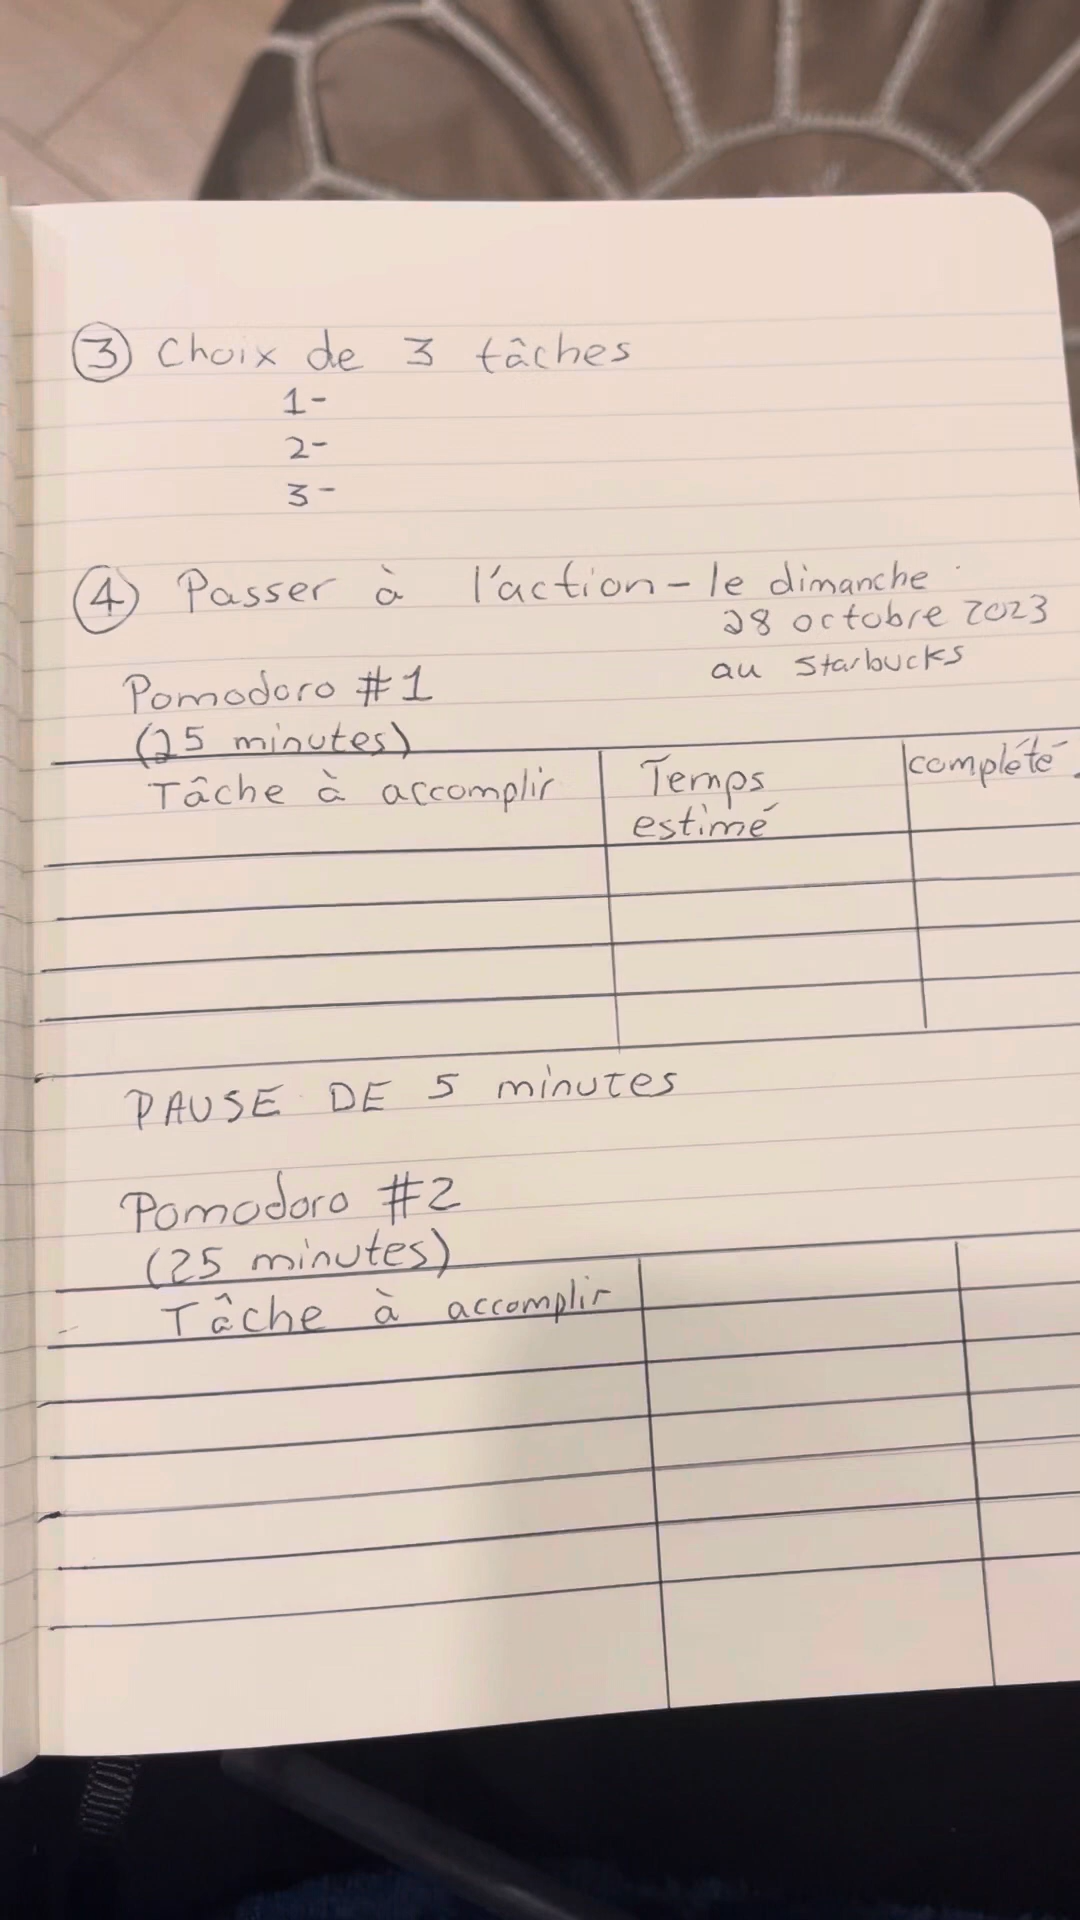 ③ Choix de 3 tâches
1-
2-
3-
④ Passer à l'action - le dimanche
28 octobre 2023
au Starbucks
Pomodoro #1
(25 minutes)
Tâche à accomplir Temps estimé complété
PAUSE DE 5 minutes
Pomodoro #2
(25 minutes)
Tâche à accomplir